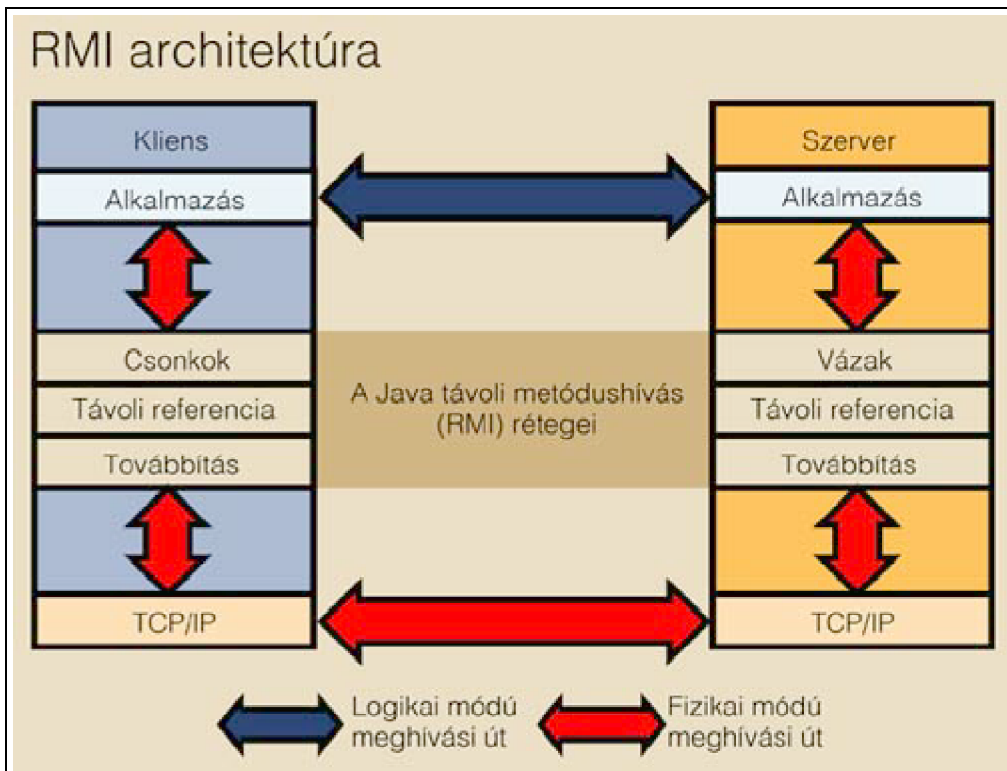 RMI architektúra
Kliens
Alkalmazás
Csonkok
Távoli referencia
Továbbítás
TCP/IP
A Java távoli metódushívás
(RMI) rétegei
Szerver
Alkalmazás
Vázak
Távoli referencia
Továbbítás
TCP/IP
Logikai módú
meghívási út
Fizikai módú
meghívási út